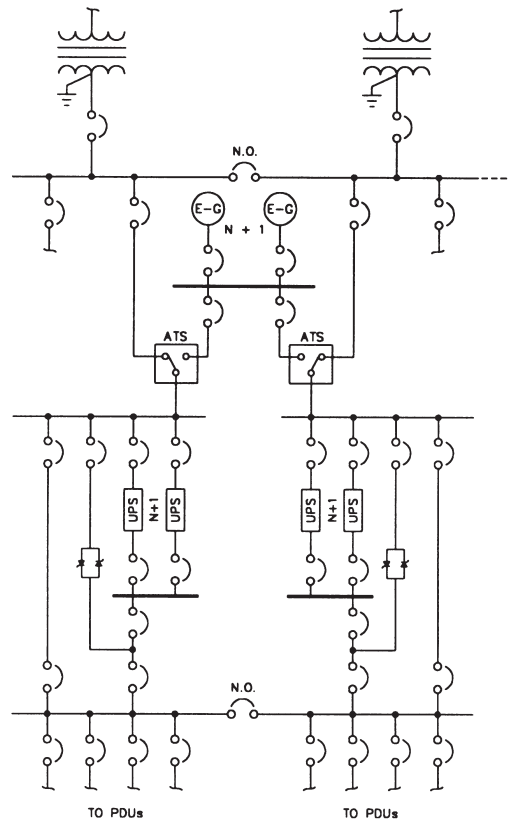 N.O.
E-G E-G
N + 1
ATS ATS
UPS N+1 UPS UPS N+1 UPS
N.O.
TO PDUs TO PDUs